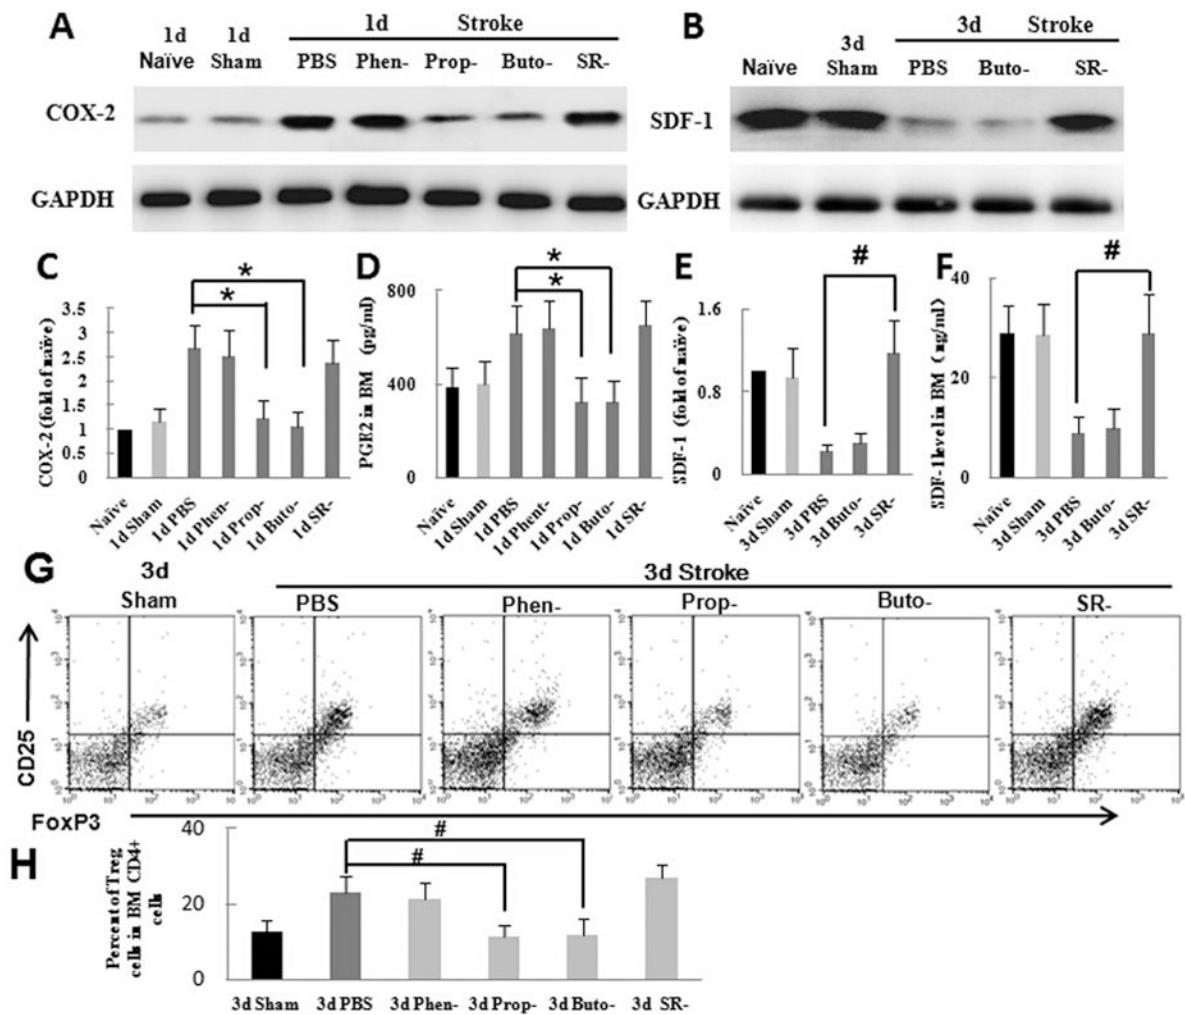 A
1d
Naïve
1d
Sham
1d Stroke
PBS Phen- Prop- Buto- SR-
COX-2
GAPDH
B
Naïve
3d
Sham
3d Stroke
PBS Buto- SR-
SDF-1
GAPDH
C
COX-2 (fold of naïve)
3.5
3
2.5
2
1.5
1
0.5
0
* *
Naïve
1d Sham
1d PBS
1d Phen-
1d Prop-
1d Buto-
1d SR-
D
PGE2 in BM (pg/ml)
800
400
0
* *
Naïve
1d Sham
1d PBS
1d Phent-
1d Prop-
1d Buto-
1d SR-
E
SDF-1 (fold of naïve)
1.6
0.8
0
#
Naïve
3d Sham
3d PBS
3d Buto-
3d SR-
F
SDF-1level in BM (ng/ml)
40
20
0
#
Naïve
3d Sham
3d PBS
3d Buto-
3d SR-
G
3d
Sham
3d Stroke
PBS Phen- Prop- Buto- SR-
CD25
FoxP3
H
Percent of Treg
cells in BM CD4+
cells
40
20
0
# #
3d Sham 3d PBS 3d Phen- 3d Prop- 3d Buto- 3d SR-